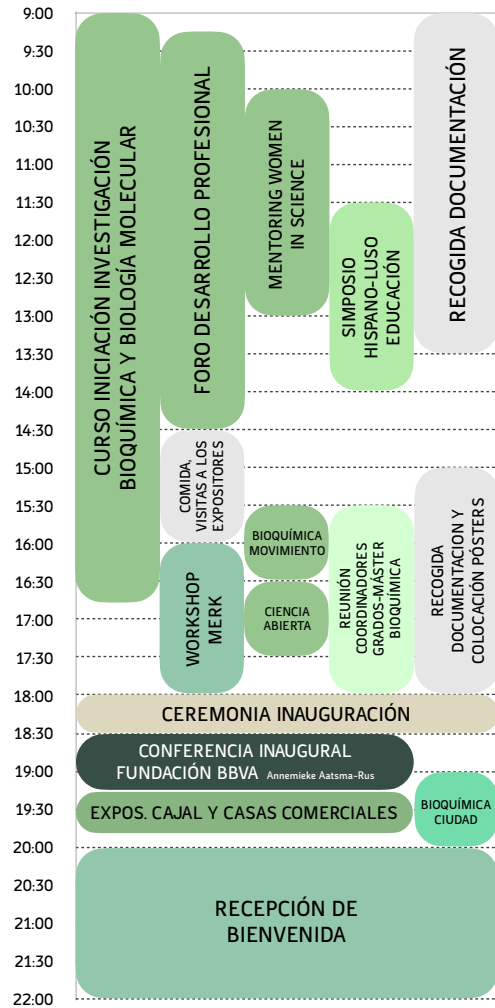 9:00
9:30
10:00
10:30
11:00
11:30
12:00
12:30
13:00
13:30
14:00
14:30
15:00
15:30
16:00
16:30
17:00
17:30
18:00
18:30
19:00
19:30
20:00
20:30
21:00
21:30
22:00
CURSO INICIACIÓN INVESTIGACIÓN
BIOQUÍMICA Y BIOLOGÍA MOLECULAR
FORO DESARROLLO PROFESIONAL
MENTORING WOMEN
IN SCIENCE
SIMPOSIO
HISPANO-LUSO
EDUCACIÓN
RECOGIDA DOCUMENTACIÓN
COMIDA,
VISITAS A LOS
EXPOSITORES
WORKSHOP
MERK
BIOQUÍMICA
MOVIMIENTO
CIENCIA
ABIERTA
REUNIÓN
COORDINADORES
GRADOS-MÁSTER
BIOQUÍMICA
RECOGIDA
DOCUMENTACION Y
COLOCACIÓN PÓSTERS
CEREMONIA INAUGURACIÓN
CONFERENCIA INAUGURAL
FUNDACIÓN BBVA Annemieke Aatsma-Rus
EXPOS. CAJAL Y CASAS COMERCIALES
BIOQUÍMICA
CIUDAD
RECEPCIÓN DE
BIENVENIDA